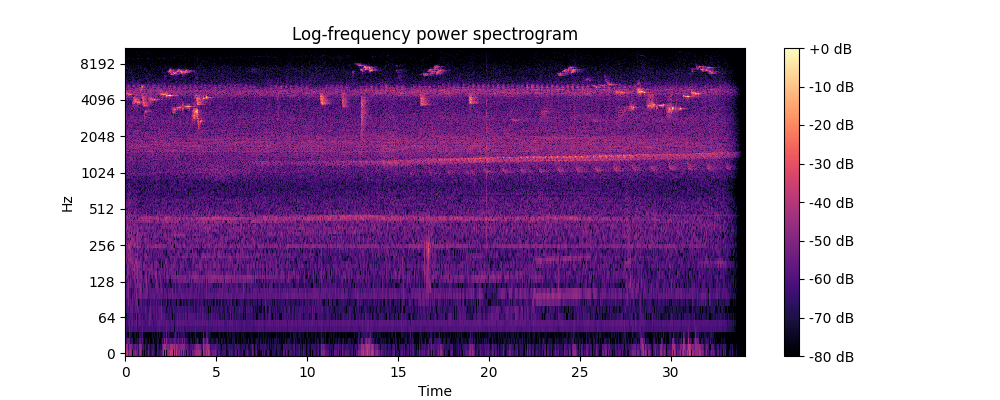 Log-frequency power spectrogram
Hz
8192
4096
2048
1024
512
256
128
64
0
0 5 10 15 20 25 30
Time
+0 dB
-10 dB
-20 dB
-30 dB
-40 dB
-50 dB
-60 dB
-70 dB
-80 dB